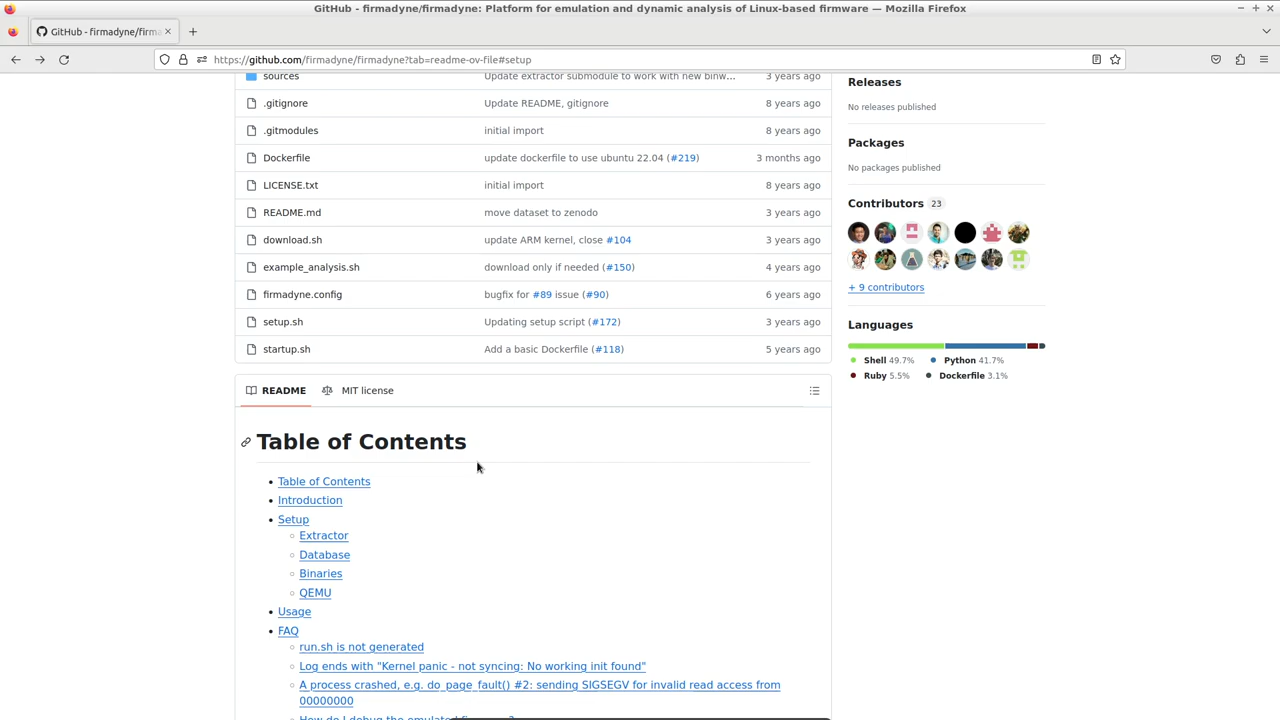 GitHub - firmadyne/firmadyne: Platform for emulation and dynamic analysis of Linux-based firmware — Mozilla Firefox
GitHub - firmadyne/firma
https://github.com/firmadyne/firmadyne?tab=readme-ov-file#setup
sources Update extractor submodule to work with new binw... 3 years ago
.gitignore Update README, gitignore 8 years ago
.gitmodules initial import 8 years ago
Dockerfile update dockerfile to use ubuntu 22.04 (#219) 3 months ago
LICENSE.txt initial import 8 years ago
README.md move dataset to zenodo 3 years ago
download.sh update ARM kernel, close #104 3 years ago
example_analysis.sh download only if needed (#150) 4 years ago
firmadyne.config bugfix for #89 issue (#90) 6 years ago
setup.sh Updating setup script (#172) 3 years ago
startup.sh Add a basic Dockerfile (#118) 5 years ago
README MIT license
Table of Contents
Table of Contents
Introduction
Setup
Extractor
Database
Binaries
QEMU
Usage
FAQ
run.sh is not generated
Log ends with "Kernel panic - not syncing: No working init found"
A process crashed, e.g. do_page_fault() #2: sending SIGSEGV for invalid read access from
00000000
How do I debug the emulated firmware?
Releases
No releases published
Packages
No packages published
Contributors 23
+ 9 contributors
Languages
Shell 49.7% Python 41.7%
Ruby 5.5% Dockerfile 3.1%